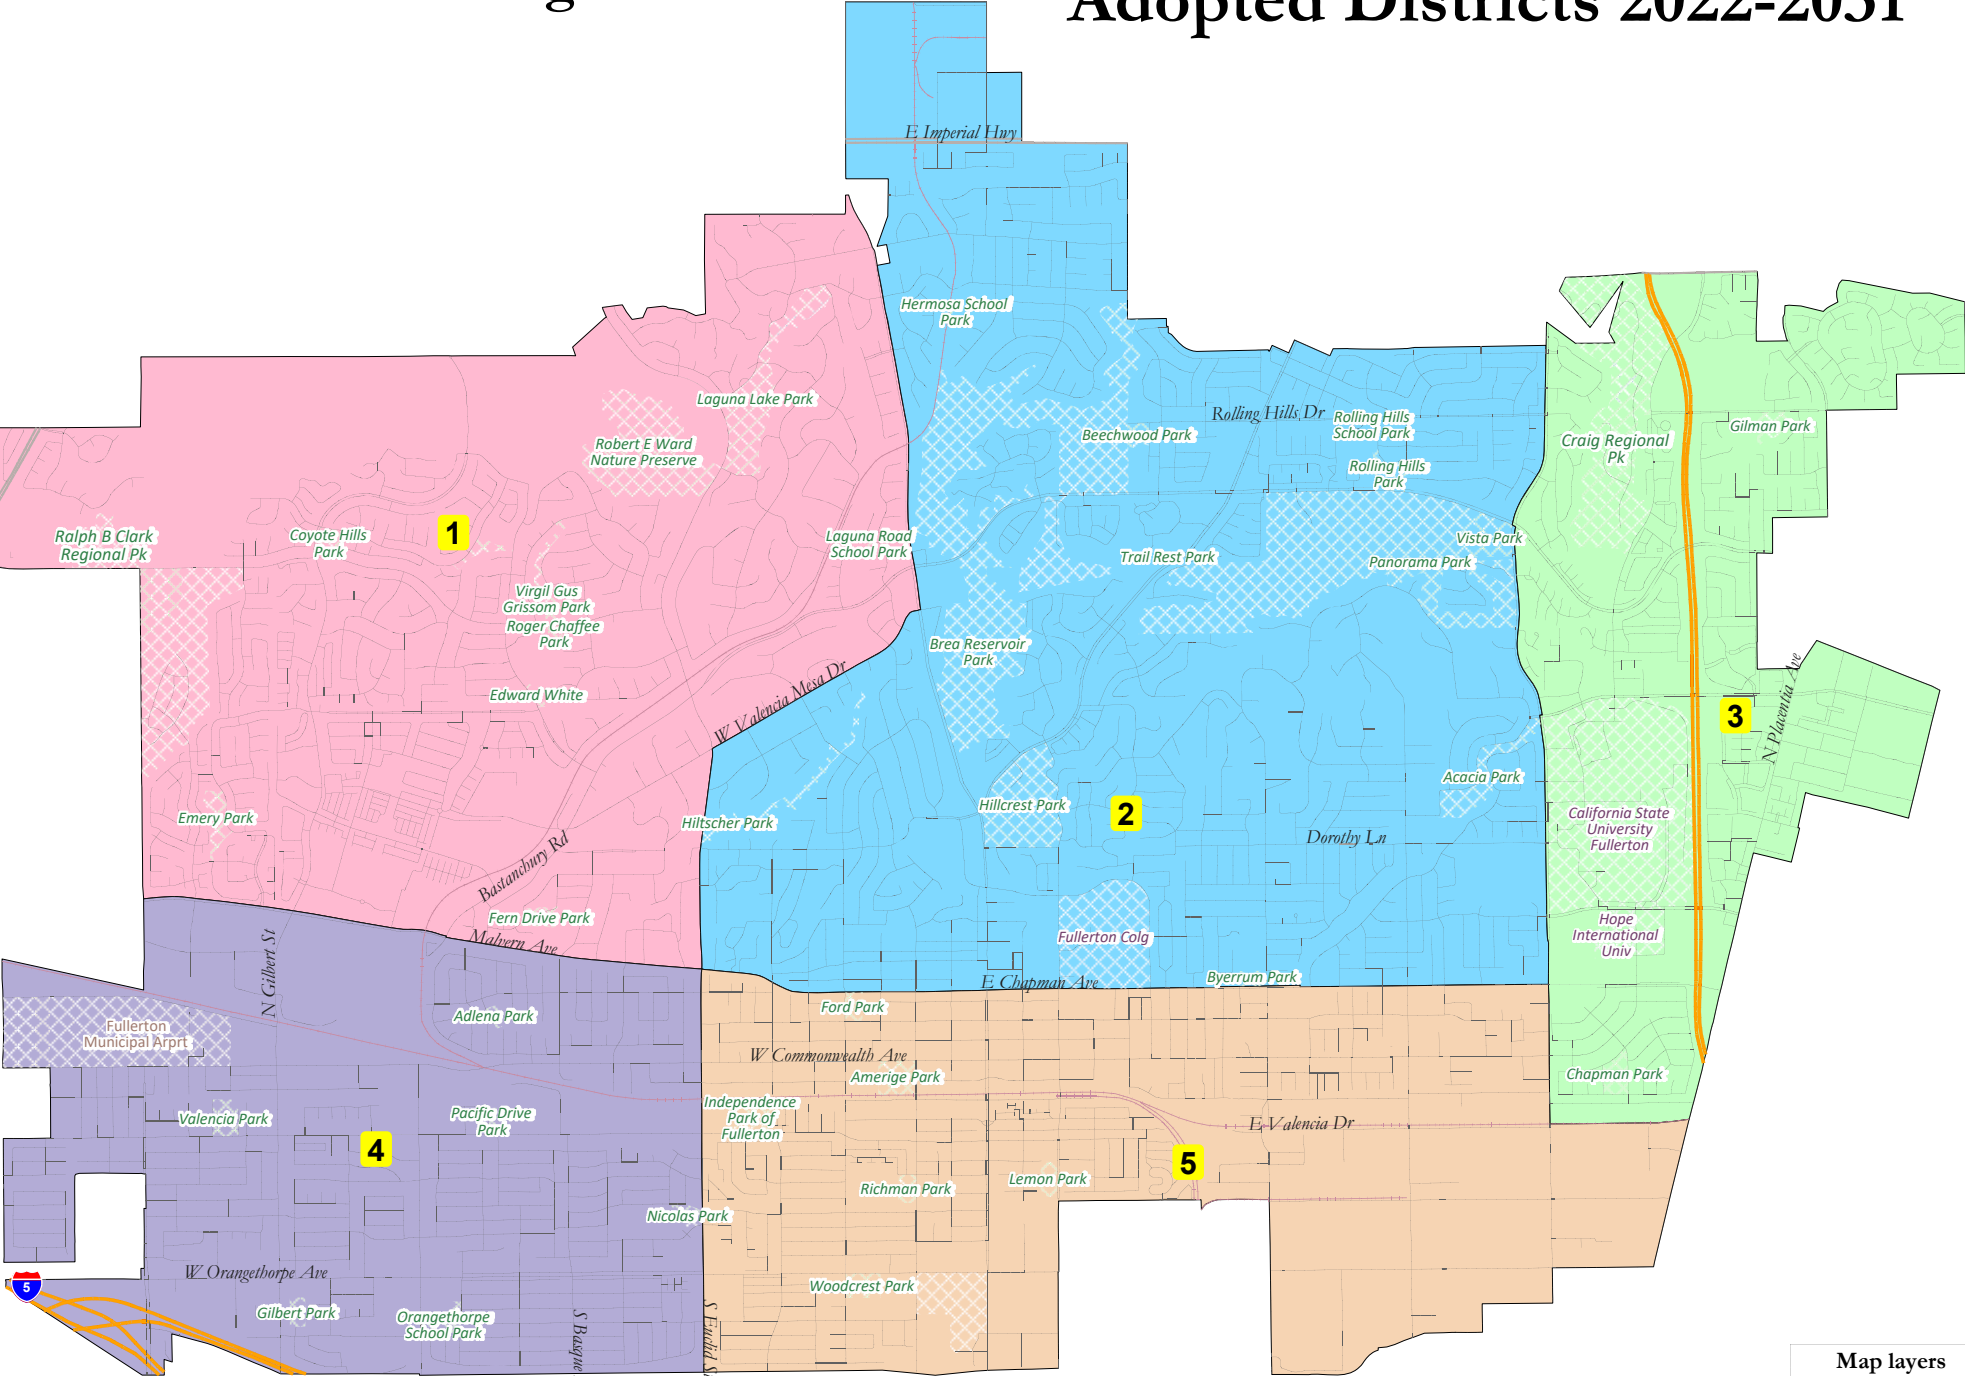 g
Adopted Districts 2022-2031
E Imperial Hwy
Hermosa School
Park
Laguna Lake Park
Rolling Hills Dr
Rolling Hills
School Park
Beechwood Park
Gilman Park
Craig Regional
Pk
Robert E Ward
Nature Preserve
Rolling Hills
Park
1
Ralph B Clark
Regional Pk
Coyote Hills
Park
Laguna Road
School Park
Vista Park
Trail Rest Park
Panorama Park
Virgil Gus
Grissom Park
Roger Chaffee
Park
Brea Reservoir
Park
Edward White
W Valencia Mesa Dr
N Placentia Ave
3
Acacia Park
Hillcrest Park
2
Emery Park
Hiltscher Park
California State
University
Fullerton
Dorothy Ln
Bastanchury Rd
Fern Drive Park
Malvern Ave
Fullerton Colg
Hope
International
Univ
N Gilbert St
E Chapman Ave
Byerrum Park
Adlena Park
Ford Park
Fullerton
Municipal Arprt
W Commonwealth Ave
Amerige Park
Chapman Park
Valencia Park
Pacific Drive
Park
Independence
Park of
Fullerton
E Valencia Dr
4
5
Lemon Park
Richman Park
Nicolas Park
W Orangethorpe Ave
5
Woodcrest Park
Gilbert Park
Orangethorpe
School Park
S Basque
S Euclid S
Map layers